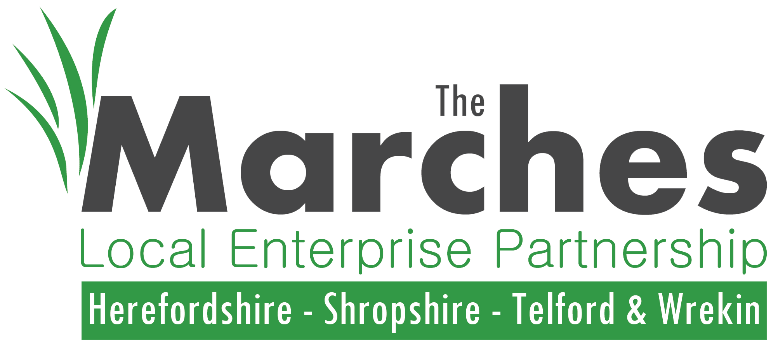 The
Marches
Local Enterprise Partnership
Herefordshire - Shropshire - Telford & Wrekin